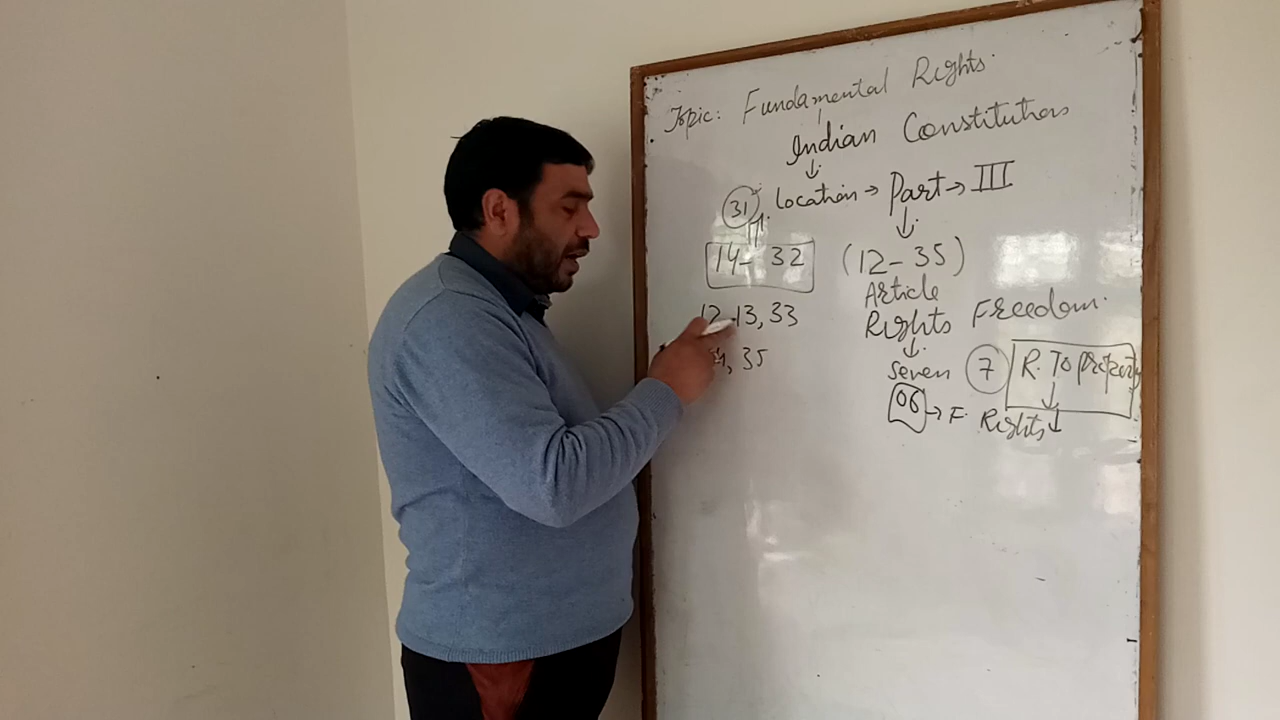 Topic: Fundamental Rights.
Indian Constitution
31 Location → Part → III
14 - 32 (12 - 35)
Article
12, 13, 33 Rights Freedom.
35
seven 7 R. To property
06 → F. Rights